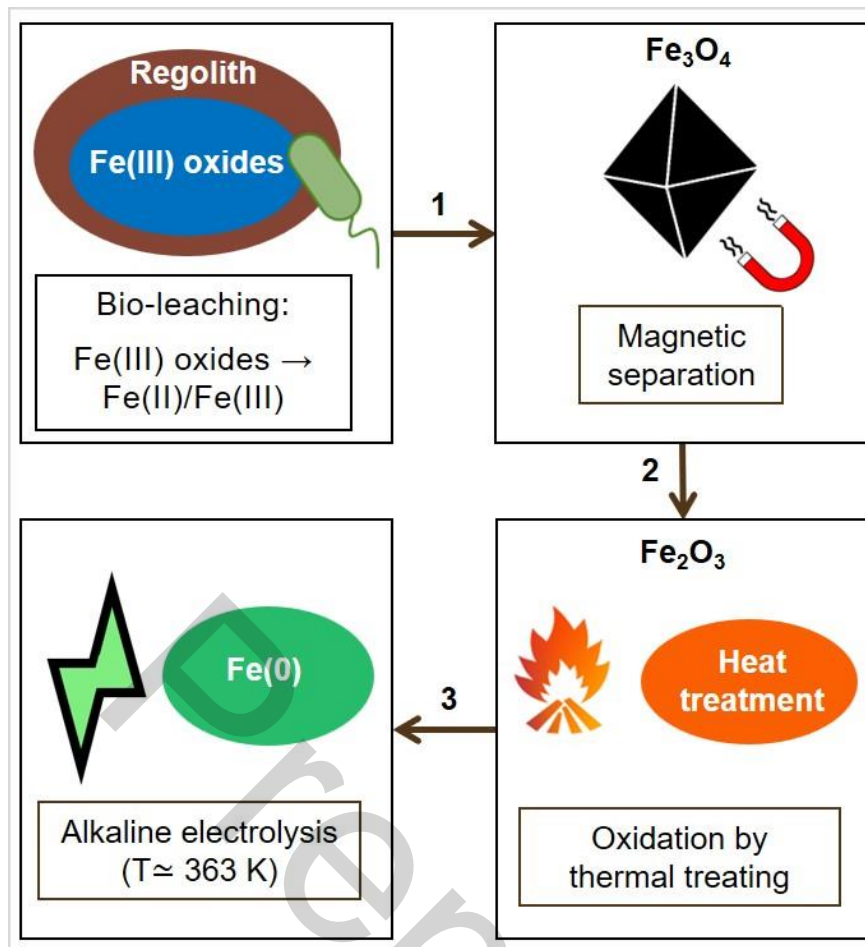 Regolith
Fe(III) oxides
Bio-leaching:
Fe(III) oxides →
Fe(II)/Fe(III)
1
Fe₃O₄
Magnetic
separation
2
Fe₂O₃
Heat
treatment
Oxidation by
thermal treating
3
Fe(0)
Alkaline electrolysis
(T≃ 363 K)